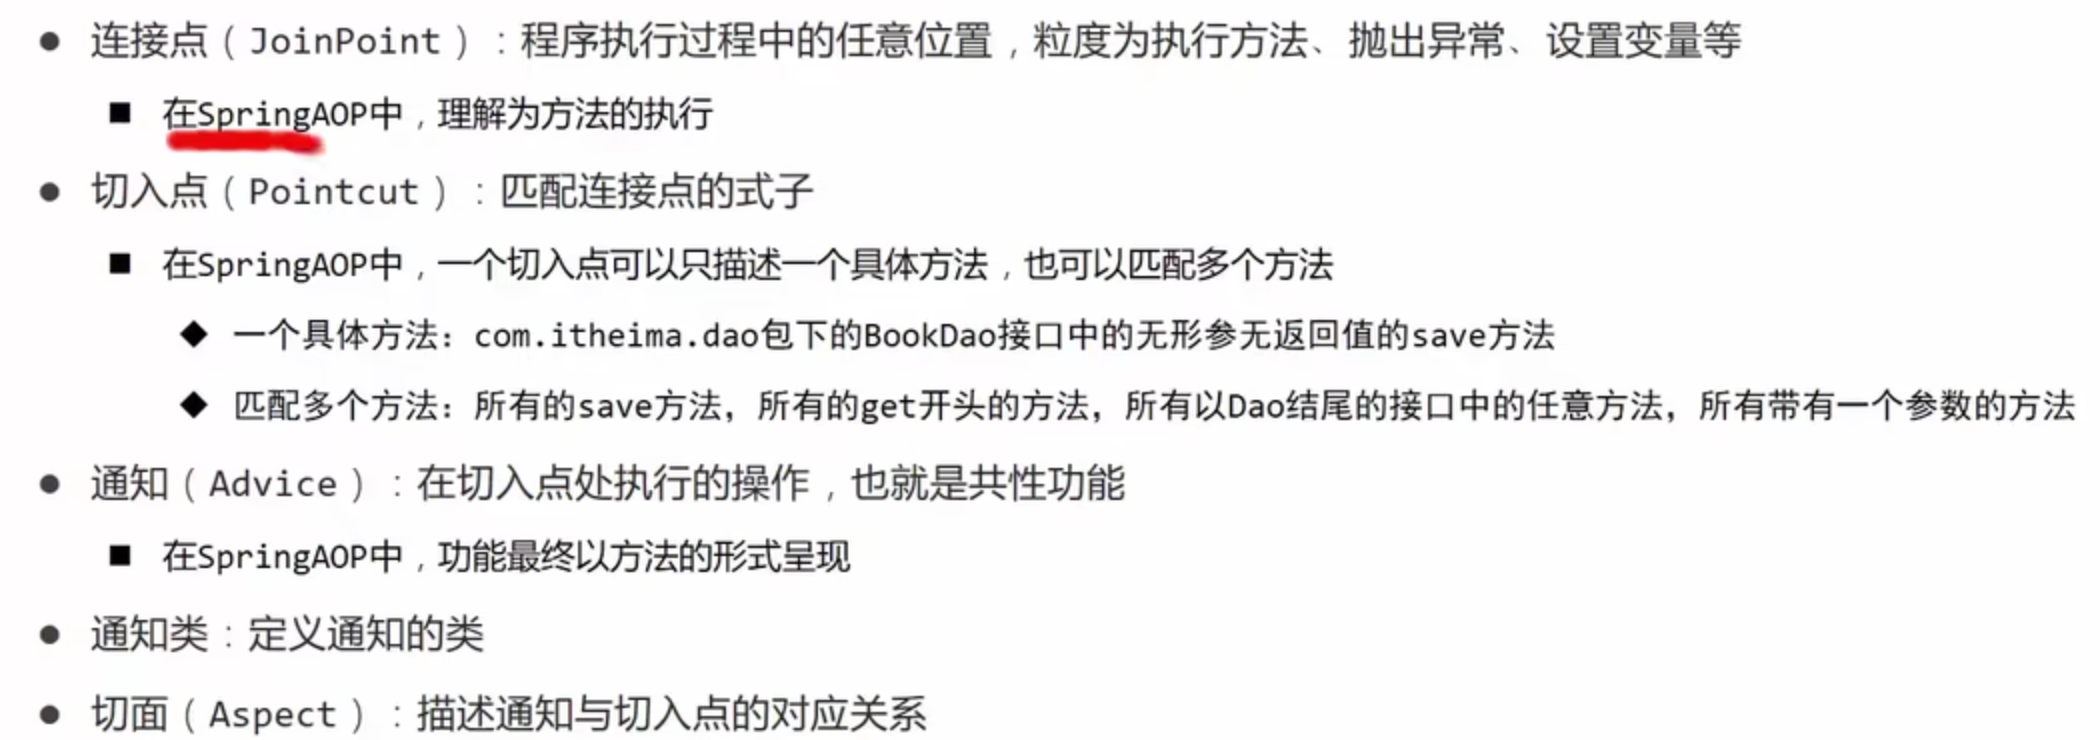 ● 连接点（JoinPoint）：程序执行过程中的任意位置，粒度为执行方法、抛出异常、设置变量等
■ 在SpringAOP中，理解为方法的执行
● 切入点（Pointcut）：匹配连接点的式子
■ 在SpringAOP中，一个切入点可以只描述一个具体方法，也可以匹配多个方法
◆ 一个具体方法：com.itheima.dao包下的BookDao接口中的无形参无返回值的save方法
◆ 匹配多个方法：所有的save方法，所有的get开头的方法，所有以Dao结尾的接口中的任意方法，所有带有一个参数的方法
● 通知（Advice）：在切入点处执行的操作，也就是共性功能
■ 在SpringAOP中，功能最终以方法的形式呈现
● 通知类：定义通知的类
● 切面（Aspect）：描述通知与切入点的对应关系